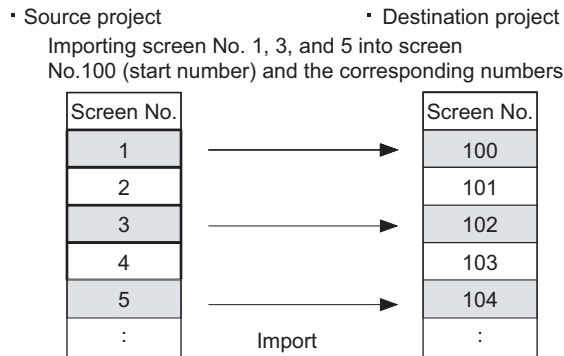 ▪ Source project
▪ Destination project
Importing screen No. 1, 3, and 5 into screen
No.100 (start number) and the corresponding numbers
Screen No.
1
2
3
4
5
:
Import
Screen No.
100
101
102
103
104
: